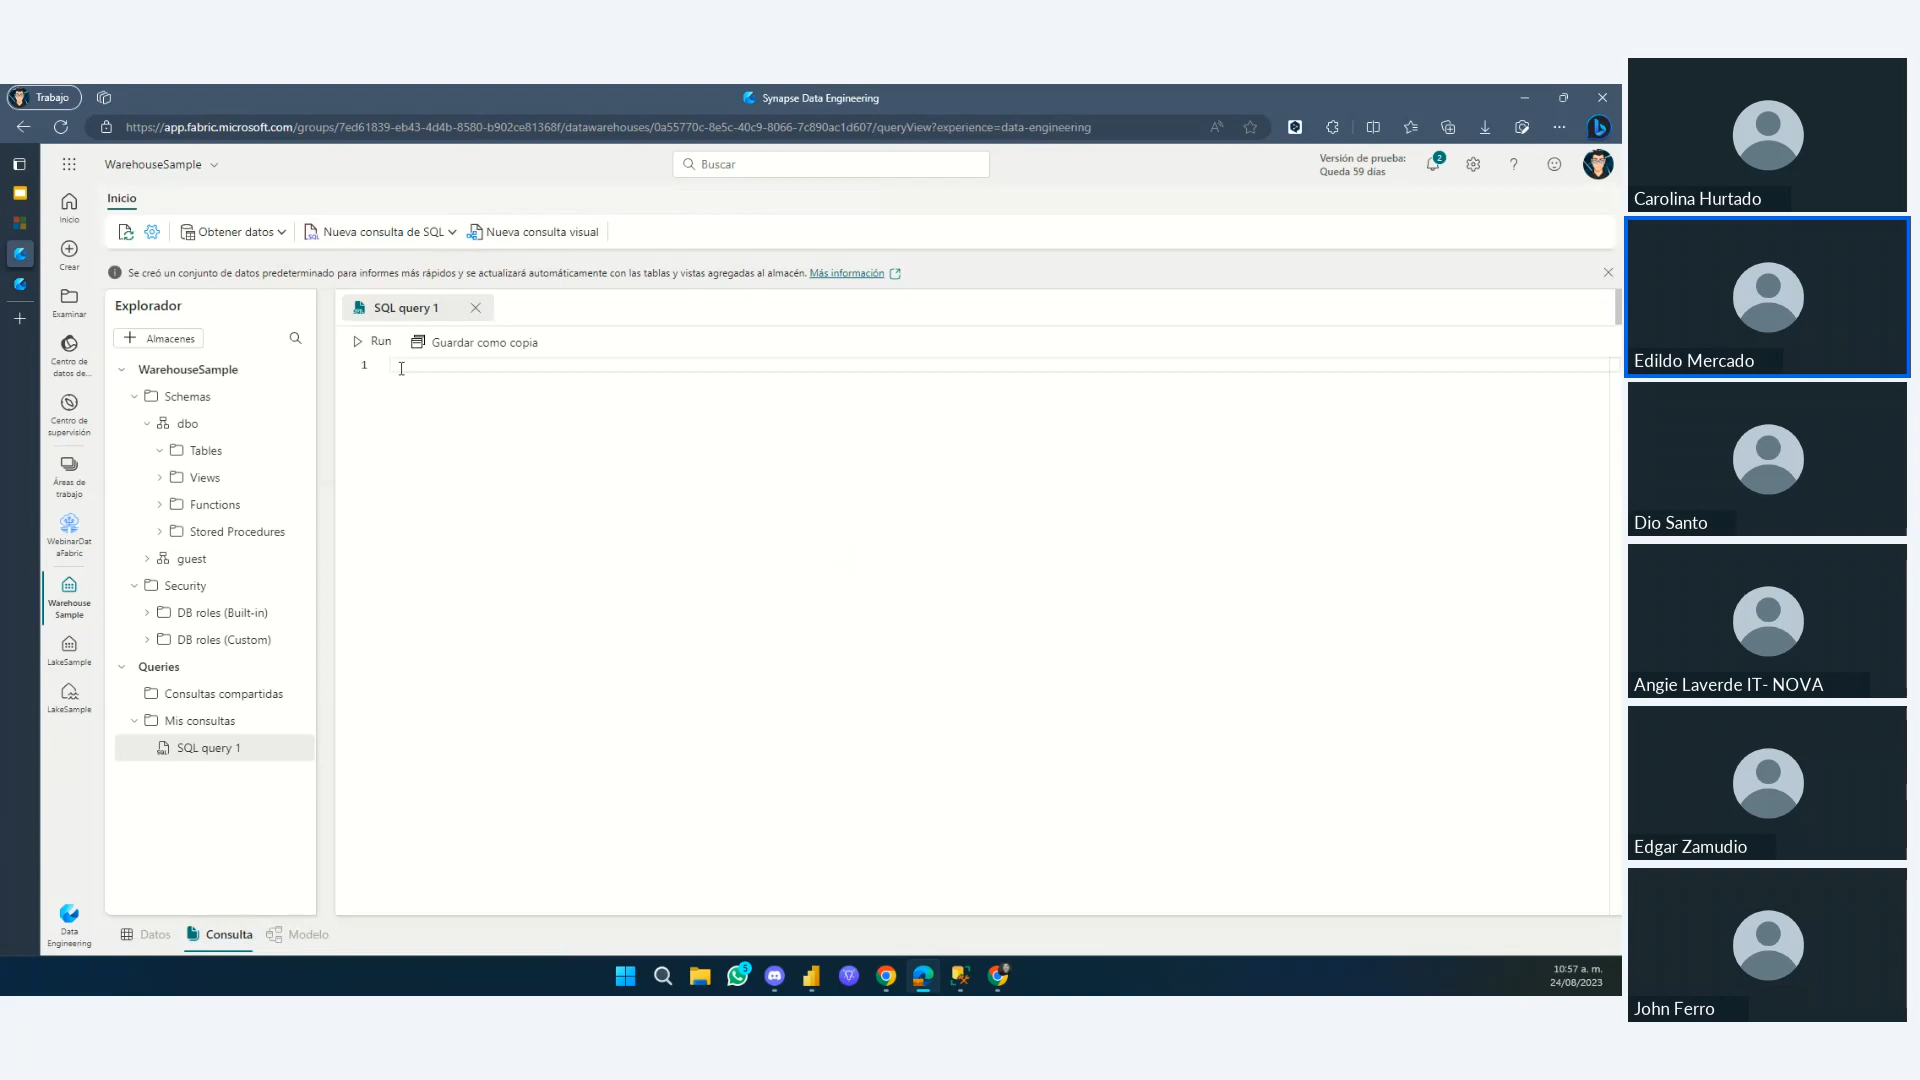 Trabajo
Synapse Data Engineering
https://app.fabric.microsoft.com/groups/7ed61839-eb43-4d4b-8580-b902ce81368f/datawarehouses/0a55770c-8e5c-40c9-8066-7c890ac1d607/queryView?experience=data-engineering
WarehouseSample
Buscar
Versión de prueba:
Queda 59 días
2
Inicio
Obtener datos
Nueva consulta de SQL
Nueva consulta visual
Se creó un conjunto de datos predeterminado para informes más rápidos y se actualizará automáticamente con las tablas y vistas agregadas al almacén. Más información
Inicio
Crear
Examinar
Centro de
datos de...
Centro de
supervisión
Áreas de
trabajo
WebinarDat
aFabric
Warehouse
Sample
LakeSample
LakeSample
Data
Engineering
Explorador
Almacenes
WarehouseSample
Schemas
dbo
Tables
Views
Functions
Stored Procedures
guest
Security
DB roles (Built-in)
DB roles (Custom)
Queries
Consultas compartidas
Mis consultas
SQL query 1
SQL query 1
Run
Guardar como copia
1
Datos
Consulta
Modelo
5
10:57 a. m.
24/08/2023
Carolina Hurtado
Edildo Mercado
Dio Santo
Angie Laverde IT- NOVA
Edgar Zamudio
John Ferro